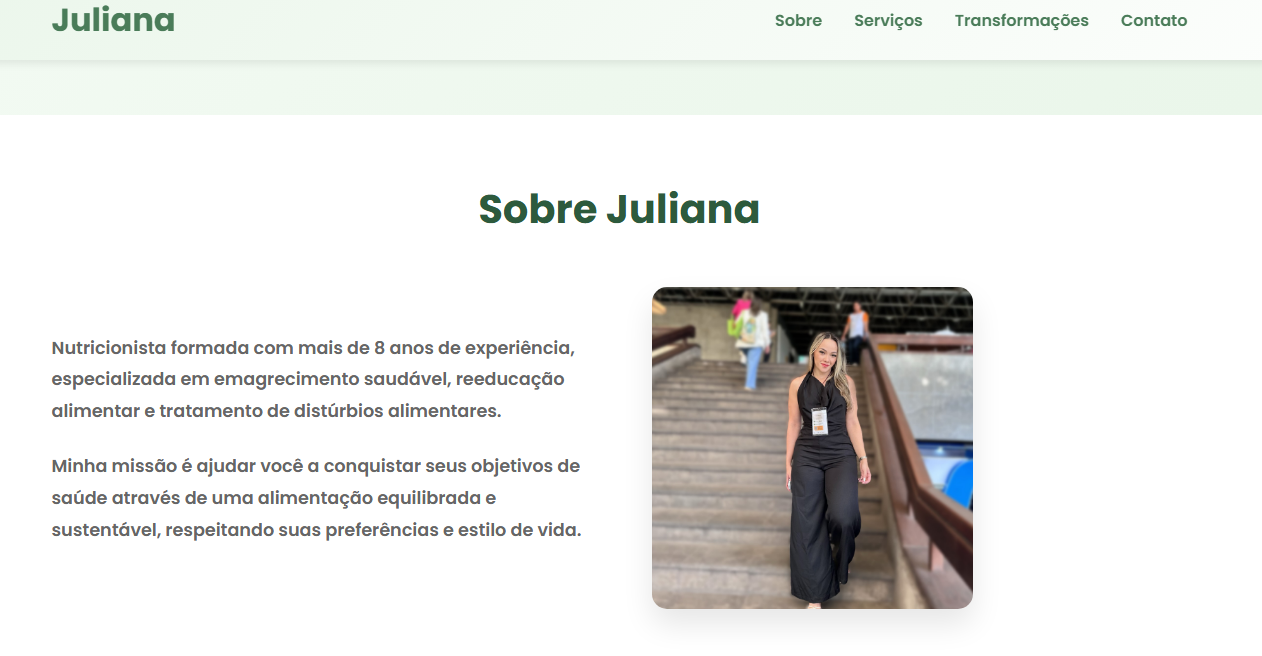 Juliana
Sobre Serviços Transformações Contato
Sobre Juliana
Nutricionista formada com mais de 8 anos de experiência,
especializada em emagrecimento saudável, reeducação
alimentar e tratamento de distúrbios alimentares.
Minha missão é ajudar você a conquistar seus objetivos de
saúde através de uma alimentação equilibrada e
sustentável, respeitando suas preferências e estilo de vida.